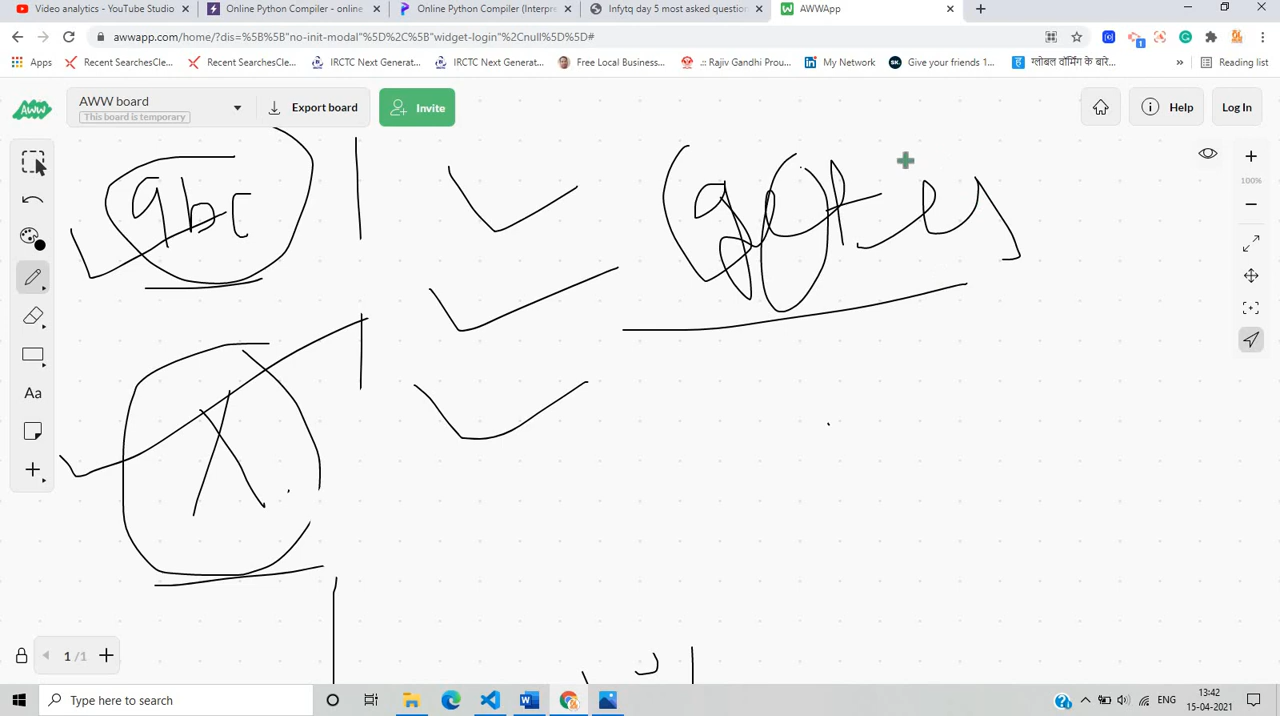 Video analytics - YouTube Studio
Online Python Compiler - online
Online Python Compiler (Interpre
Infytq day 5 most asked question
AWWApp
awwapp.com/home/?dis=%5B%5B"no-init-modal"%5D%2C%5B"widget-login"%2Cnull%5D%5D#
Apps
Recent SearchesCle...
Recent SearchesCle...
IRCTC Next Generat...
IRCTC Next Generat...
Free Local Business...
.:: Rajiv Gandhi Prou...
My Network
Give your friends 1...
ग्लोबल वॉर्मिंग के बारे...
»
Reading list
AWW
AWW board
This board is temporary
Export board
Invite
Help
Log In
100%
abc
Aa
1 /1
Type here to search
ENG
13:42
15-04-2021